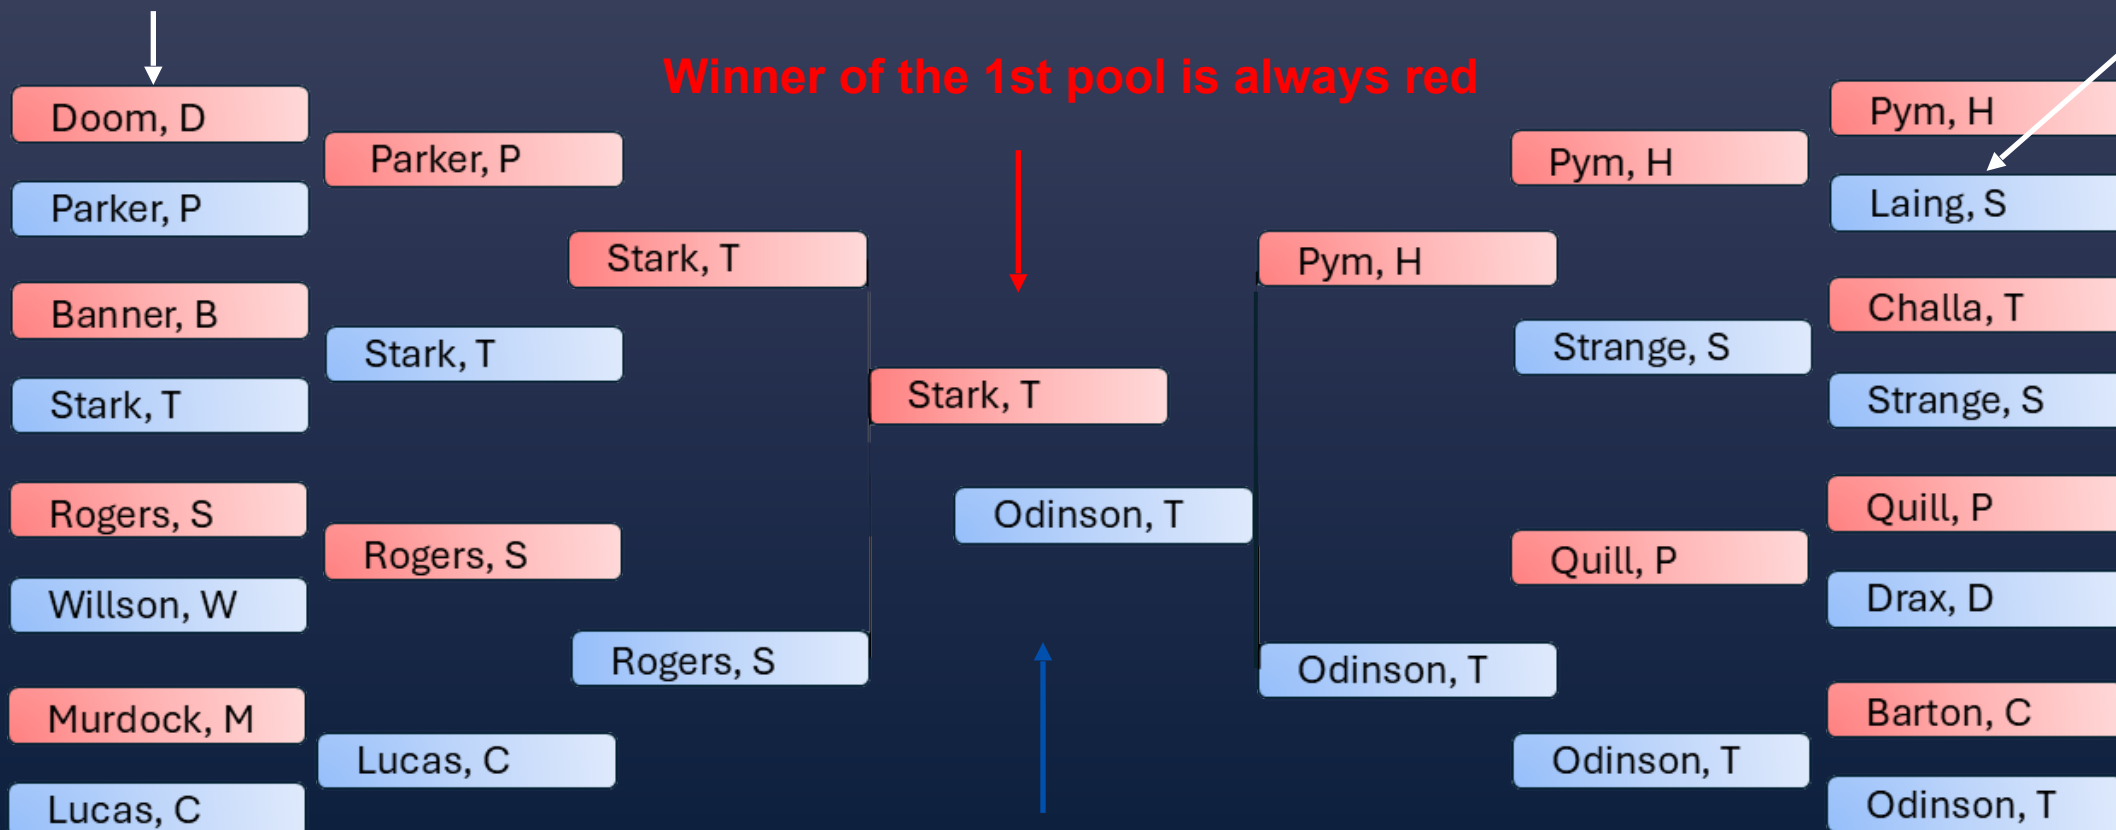 Winner of the 1st pool is always red
Doom, D
Parker, P
Banner, B
Stark, T
Rogers, S
Willson, W
Murdock, M
Lucas, C
Parker, P
Stark, T
Rogers, S
Lucas, C
Stark, T
Rogers, S
Stark, T
Odinson, T
Pym, H
Odinson, T
Pym, H
Strange, S
Quill, P
Odinson, T
Pym, H
Laing, S
Challa, T
Strange, S
Quill, P
Drax, D
Barton, C
Odinson, T